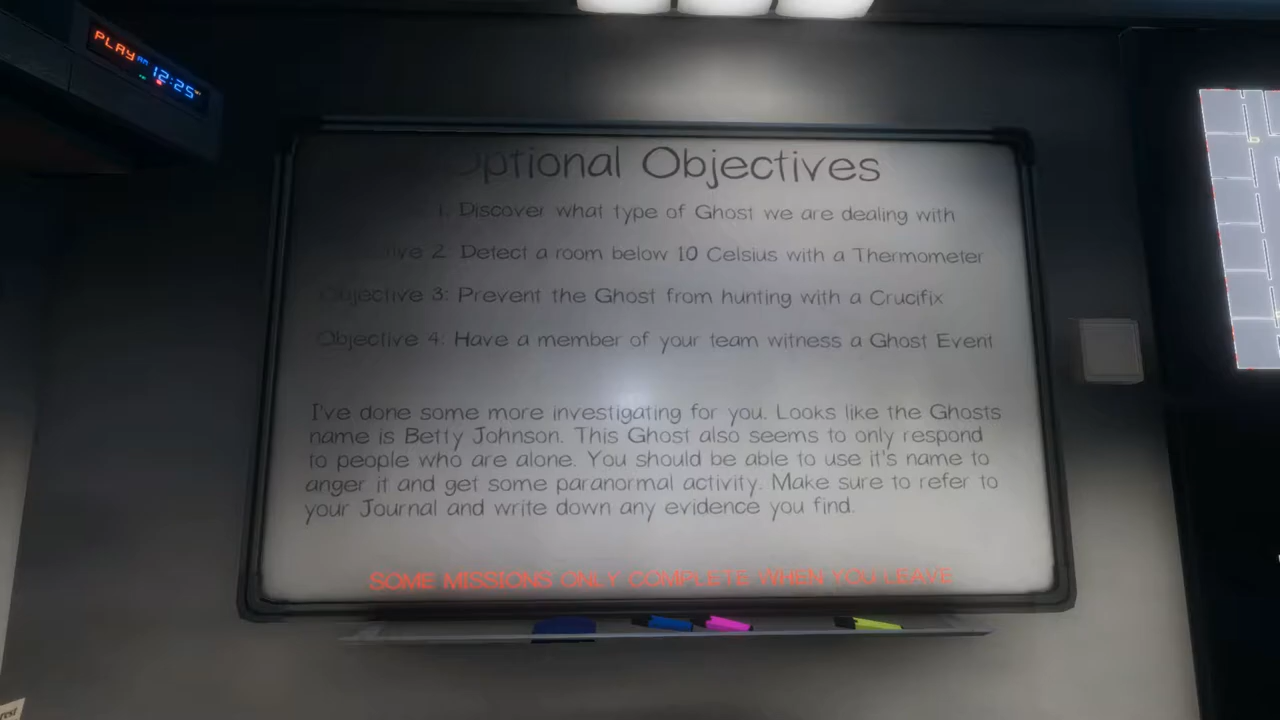 PLAY AM 12:25
Optional Objectives
1. Discover what type of Ghost we are dealing with
2. Detect a room below 10 Celsius with a Thermometer
Objective 3: Prevent the Ghost from hunting with a Crucifix
Objective 4: Have a member of your team witness a Ghost Event
I've done some more investigating for you. Looks like the Ghosts
name is Betty Johnson. This Ghost also seems to only respond
to people who are alone. You should be able to use it's name to
anger it and get some paranormal activity. Make sure to refer to
your Journal and write down any evidence you find.
SOME MISSIONS ONLY COMPLETE WHEN YOU LEAVE